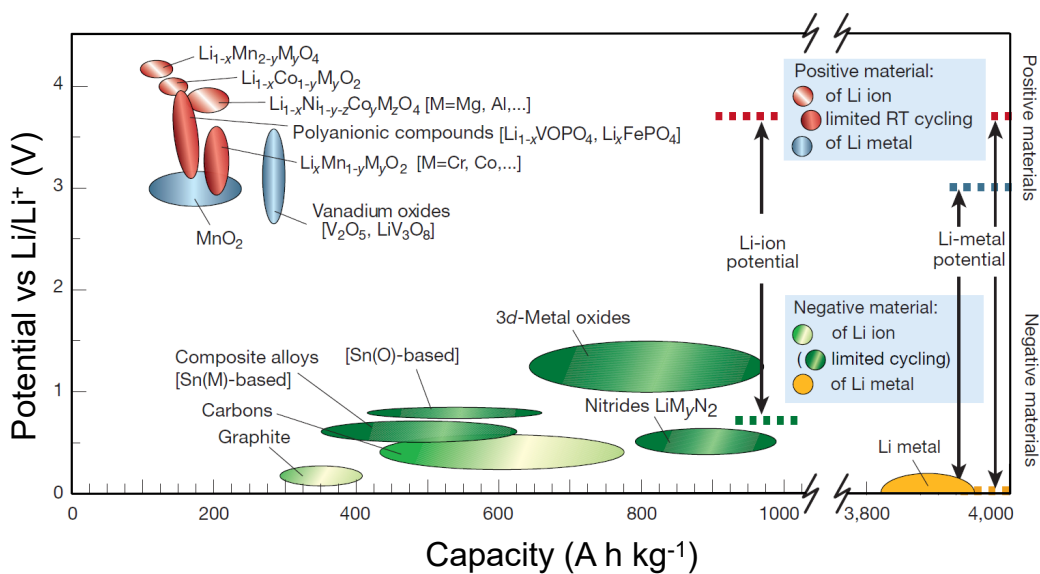 Potential vs Li/Li⁺ (V)
4
3
2
1
0
Li₁₋ₓMn₂₋yMyO₄
Li₁₋ₓCo₁₋yMyO₂
Li₁₋ₓNi₁₋y₋zCoyMzO₄ [M=Mg, Al,...]
Polyanionic compounds [Li₁₋ₓVOPO₄, LiₓFePO₄]
LiₓMn₁₋yMyO₂ [M=Cr, Co,...]
MnO₂
Vanadium oxides
[V₂O₅, LiV₃O₈]
Positive material:
of Li ion
limited RT cycling
of Li metal
Positive materials
Li-ion
potential
Li-metal
potential
Negative material:
of Li ion
( limited cycling)
of Li metal
Negative materials
3d-Metal oxides
[Sn(O)-based]
Composite alloys
[Sn(M)-based]
Carbons
Graphite
Nitrides LiMyN₂
Li metal
0 200 400 600 800 1000 3,800 4,000
Capacity (A h kg⁻¹)